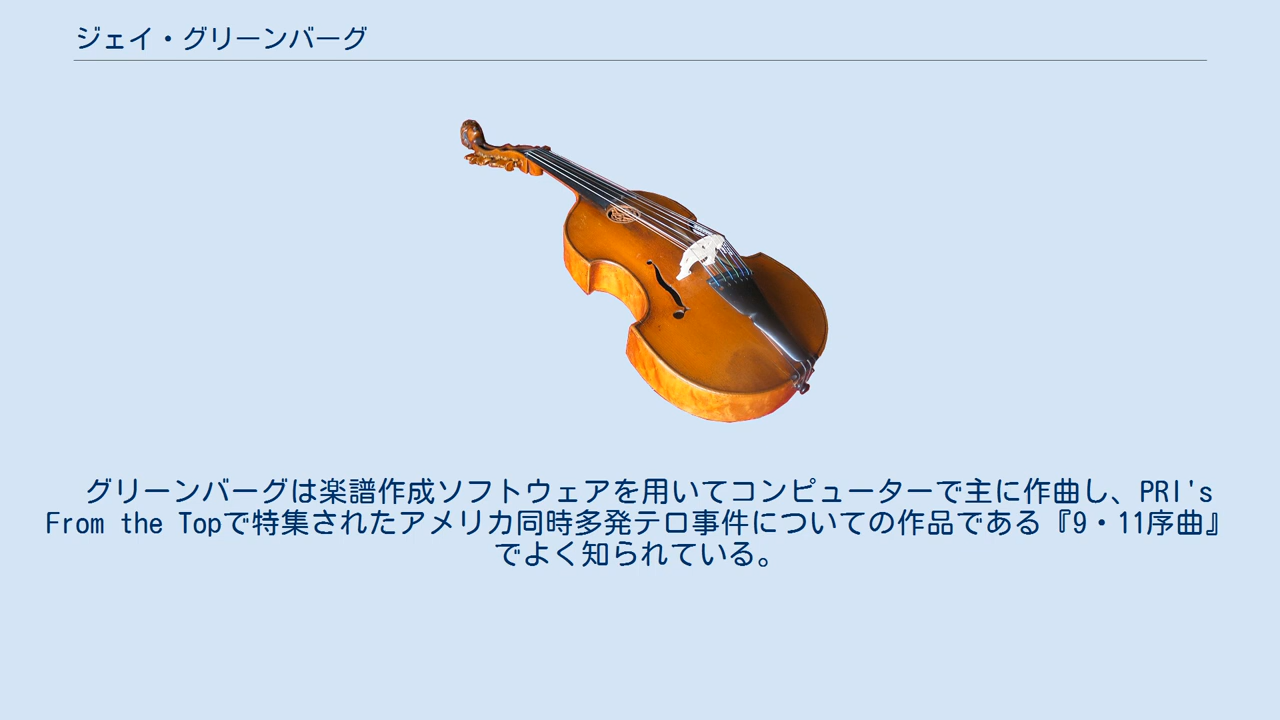 ジェイ・グリーンバーグ
グリーンバーグは楽譜作成ソフトウェアを用いてコンピューターで主に作曲し、PRI's
From the Topで特集されたアメリカ同時多発テロ事件についての作品である『9・11序曲』
でよく知られている。